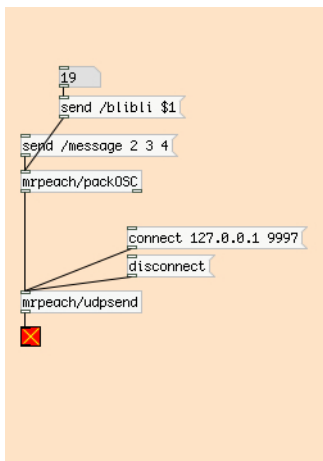 19
send /blibli $1
send /message 2 3 4
mrpeach/packOSC
connect 127.0.0.1 9997
disconnect
mrpeach/udpsend